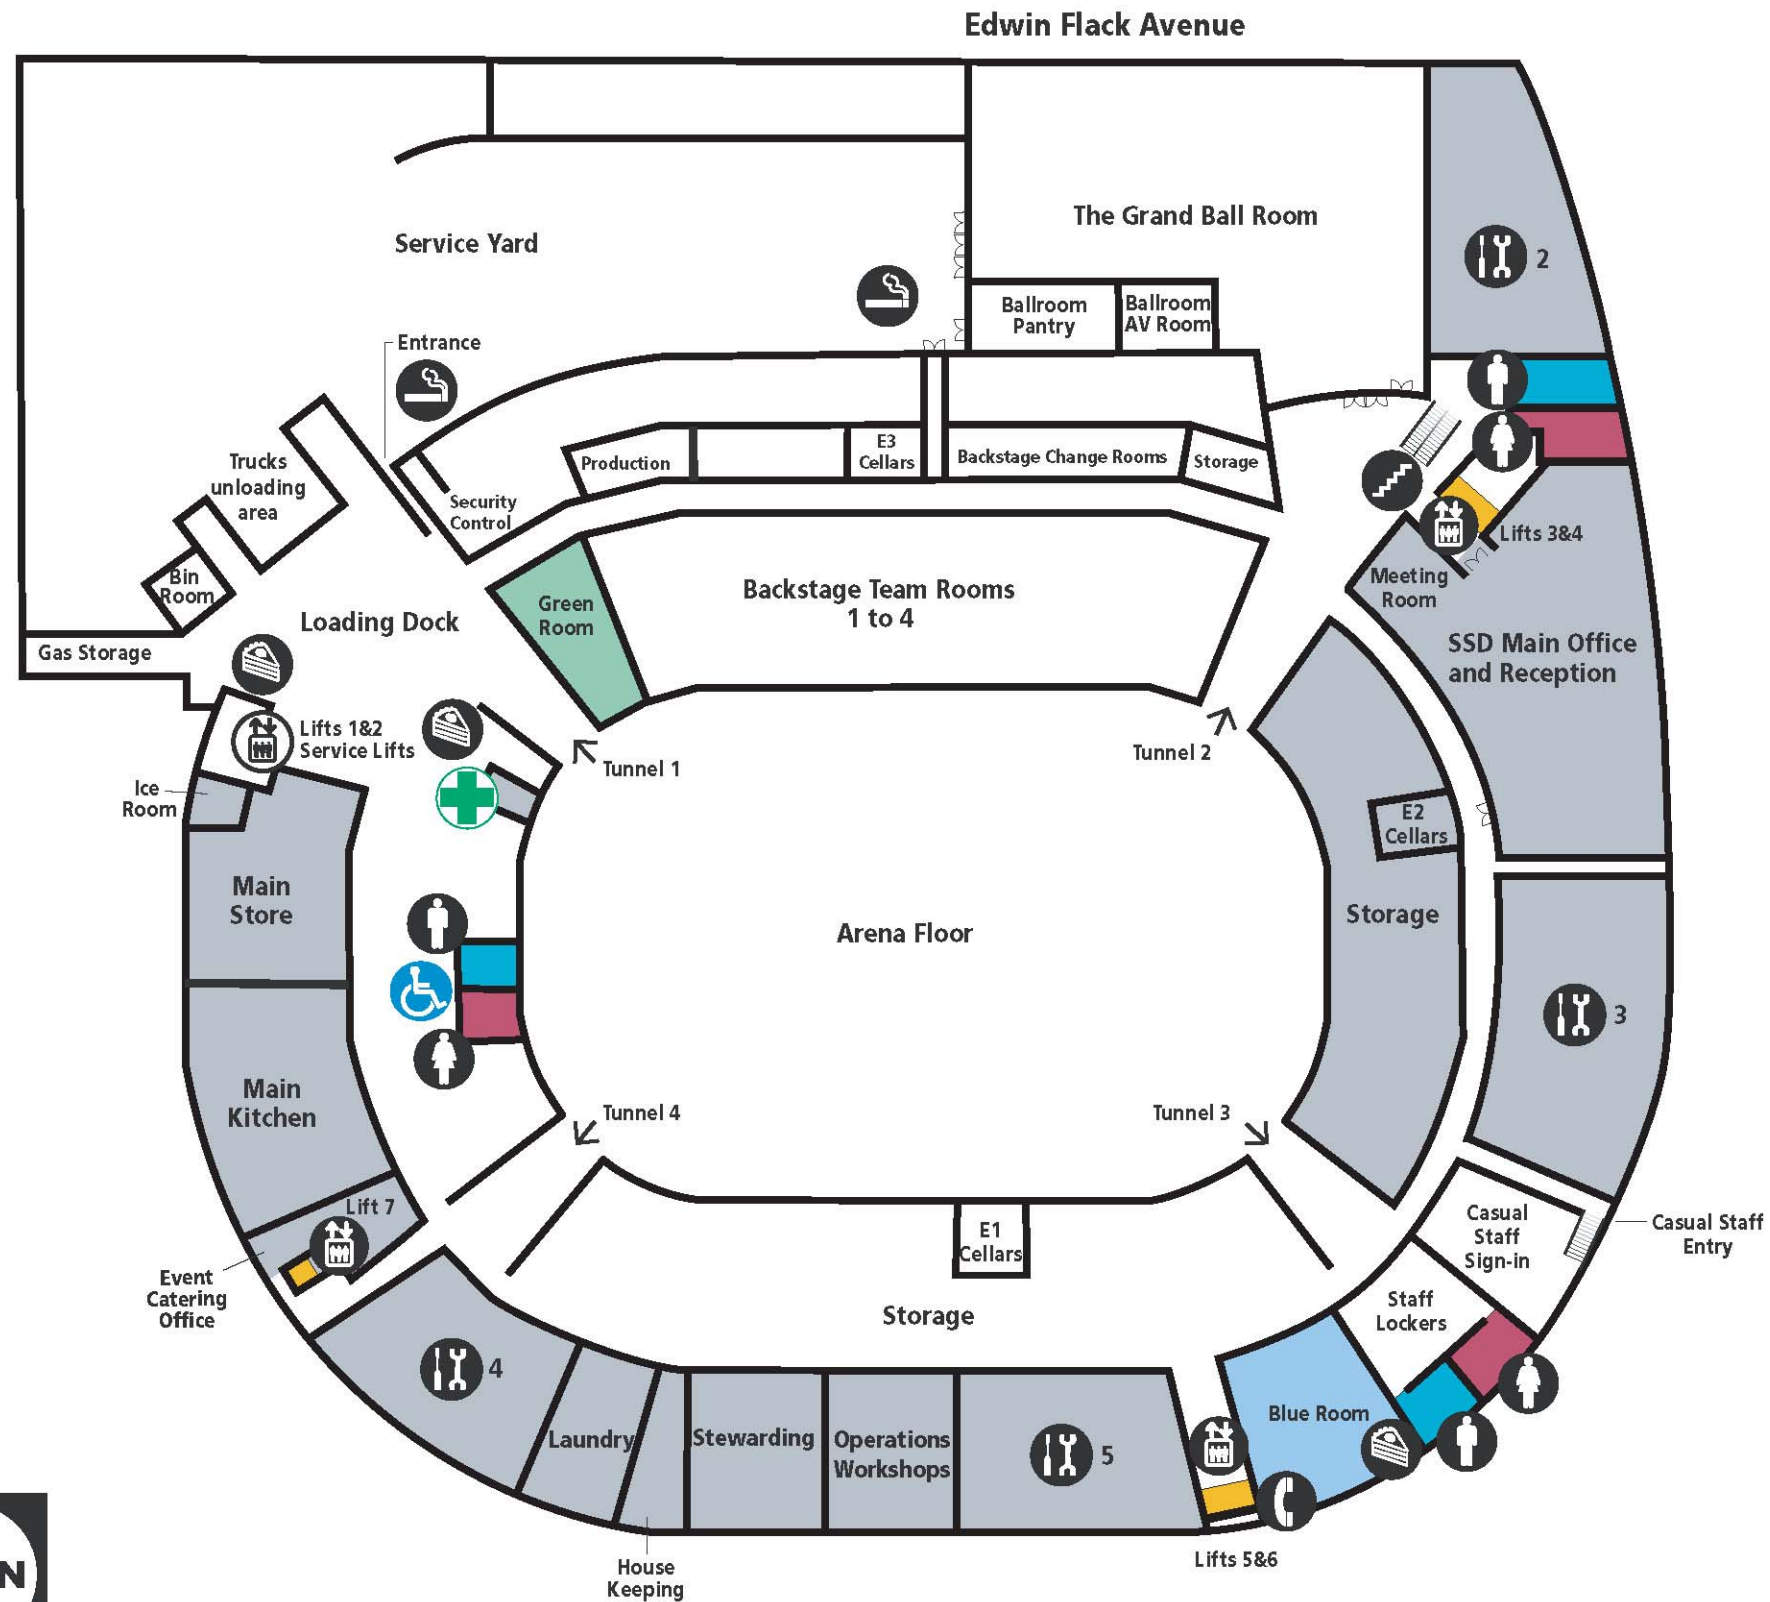 Edwin Flack Avenue
The Grand Ball Room
Service Yard
2
Ballroom
Pantry
Ballroom
AV Room
Entrance
E3
Cellars
Production
Backstage Change Rooms
Storage
Trucks
unloading
area
Security
Control
Lifts 3&4
Bin
Room
Meeting
Room
Green
Room
Backstage Team Rooms
1 to 4
Loading Dock
Gas Storage
SSD Main Office
and Reception
Lifts 1&2
Service Lifts
Tunnel 1
Tunnel 2
Ice
Room
E2
Cellars
Main
Store
Storage
Arena Floor
3
Main
Kitchen
Tunnel 4
Tunnel 3
Lift 7
E1
Cellars
Casual
Staff
Sign-in
Casual Staff
Entry
Event
Catering
Office
Storage
Staff
Lockers
4
Laundry
Stewarding
Operations
Workshops
5
Blue Room
House
Keeping
Lifts 5&6
N